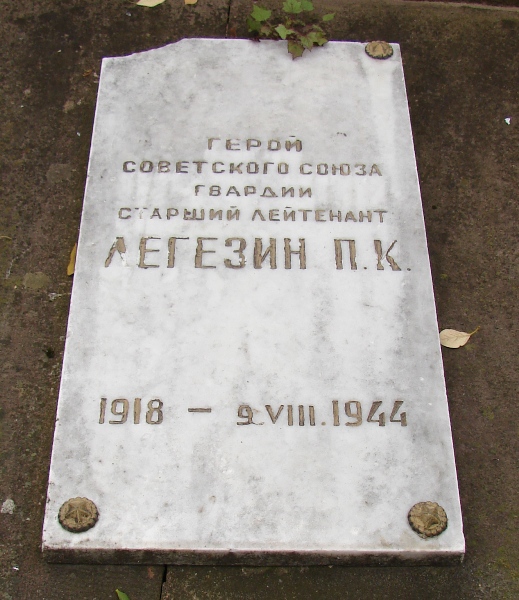 ГЕРОЙ
СОВЕТСКОГО СОЮЗА
ГВАРДИИ
СТАРШИЙ ЛЕЙТЕНАНТ
ЛЕГЕЗИН П.К.
1918 – 9.VIII.1944